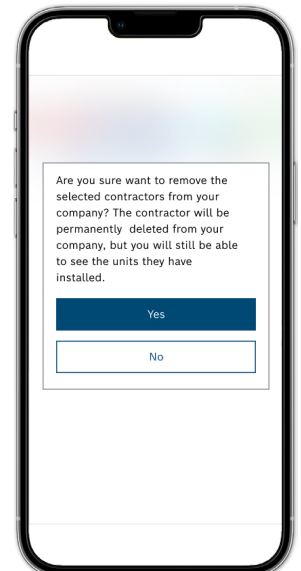 Are you sure want to remove the
selected contractors from your
company? The contractor will be
permanently  deleted from your
company, but you will still be able
to see the units they have
installed.
Yes
No